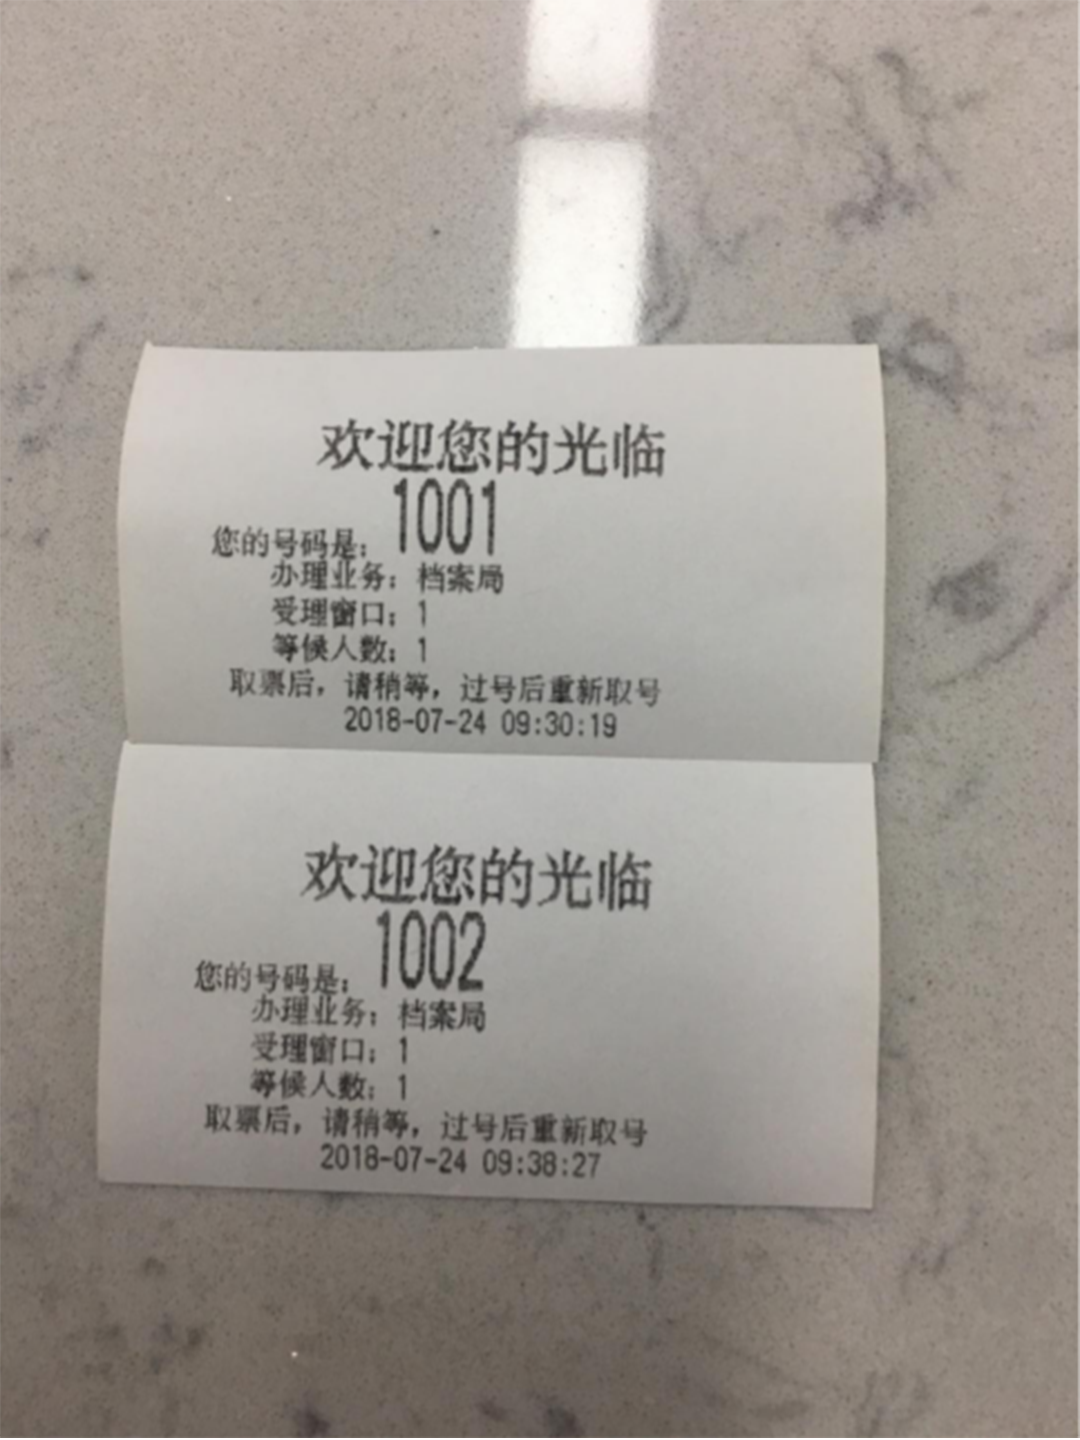 欢迎您的光临
您的号码是：1001
办理业务：档案局
受理窗口：1
等候人数：1
取票后，请稍等，过号后重新取号
2018-07-24 09:30:19
欢迎您的光临
您的号码是：1002
办理业务：档案局
受理窗口：1
等候人数：1
取票后，请稍等，过号后重新取号
2018-07-24 09:38:27